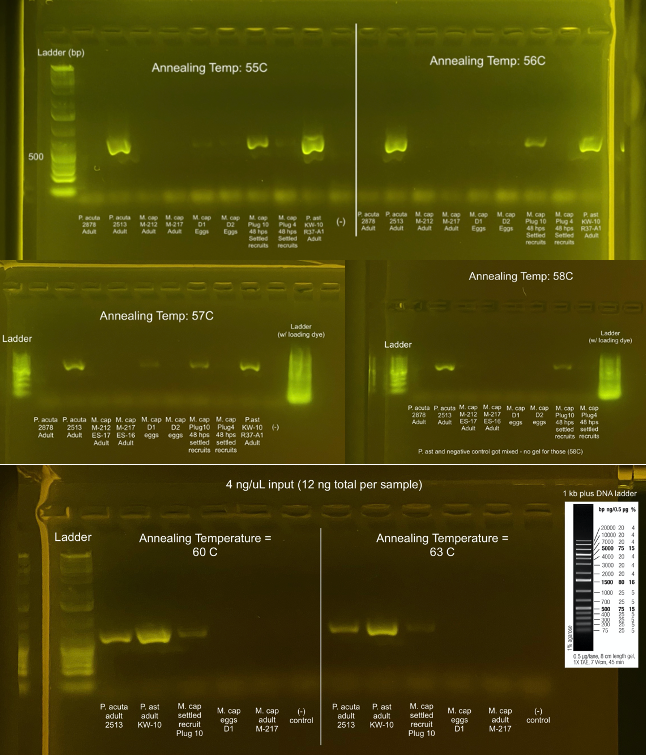 Ladder (bp)
Annealing Temp: 55C
Annealing Temp: 56C
500
P. acuta
2878
Adult
P. acuta
2513
Adult
M. cap
M-212
Adult
M. cap
M-217
Adult
M. cap
D1
Eggs
M. cap
D2
Eggs
M. cap
Plug 10
48 hps
Settled
recruits
M. cap
Plug 4
48 hps
Settled
recruits
P. ast
KW-10
R37-A1
Adult
(-)
P. acuta
2878
Adult
P. acuta
2513
Adult
M. cap
M-212
Adult
M. cap
M-217
Adult
M. cap
D1
Eggs
M. cap
D2
Eggs
M. cap
Plug 10
48 hps
Settled
recruits
M. cap
Plug 4
48 hps
Settled
recruits
P. ast
KW-10
R37-A1
Adult
Annealing Temp: 57C
Ladder
Ladder
(w/ loading dye)
P. acuta
2878
Adult
P. acuta
2513
Adult
M. cap
M-212
ES-17
Adult
M. cap
M-217
ES-16
Adult
M. cap
D1
eggs
M. cap
D2
eggs
M. cap
Plug10
48 hps
settled
recruits
M. cap
Plug4
48 hps
settled
recruits
P.ast
KW-10
R37-A1
Adult
(-)
Annealing Temp: 58C
Ladder
Ladder
(w/ loading dye)
P. acuta
2878
Adult
P. acuta
2513
Adult
M. cap
M-212
ES-17
Adult
M. cap
M-217
ES-16
Adult
M. cap
D1
eggs
M. cap
D2
eggs
M. cap
Plug10
48 hps
settled
recruits
M. cap
Plug4
48 hps
settled
recruits
P. ast and negative control got mixed - no gel for those (58C)
4 ng/uL input (12 ng total per sample)
Ladder
Annealing Temperature =
60 C
Annealing Temperature =
63 C
P. acuta
adult
2513
P. ast
adult
KW-10
M. cap
settled
recruit
Plug 10
M. cap
eggs
D1
M. cap
adult
M-217
(-)
control
P. acuta
adult
2513
P. ast
adult
KW-10
M. cap
settled
recruit
Plug 10
M. cap
eggs
D1
M. cap
adult
M-217
(-)
control
1 kb plus DNA ladder
bp ng/0.5 µg %
20000 20 4
10000 20 4
7000 20 4
5000 75 15
4000 20 4
3000 20 4
2000 20 4
1500 80 16
1000 25 5
700 25 5
500 75 15
400 25 5
300 25 5
200 25 5
75 25 5
1% agarose
0.5 µg/lane, 8 cm length gel,
1X TAE, 7 V/cm, 45 min